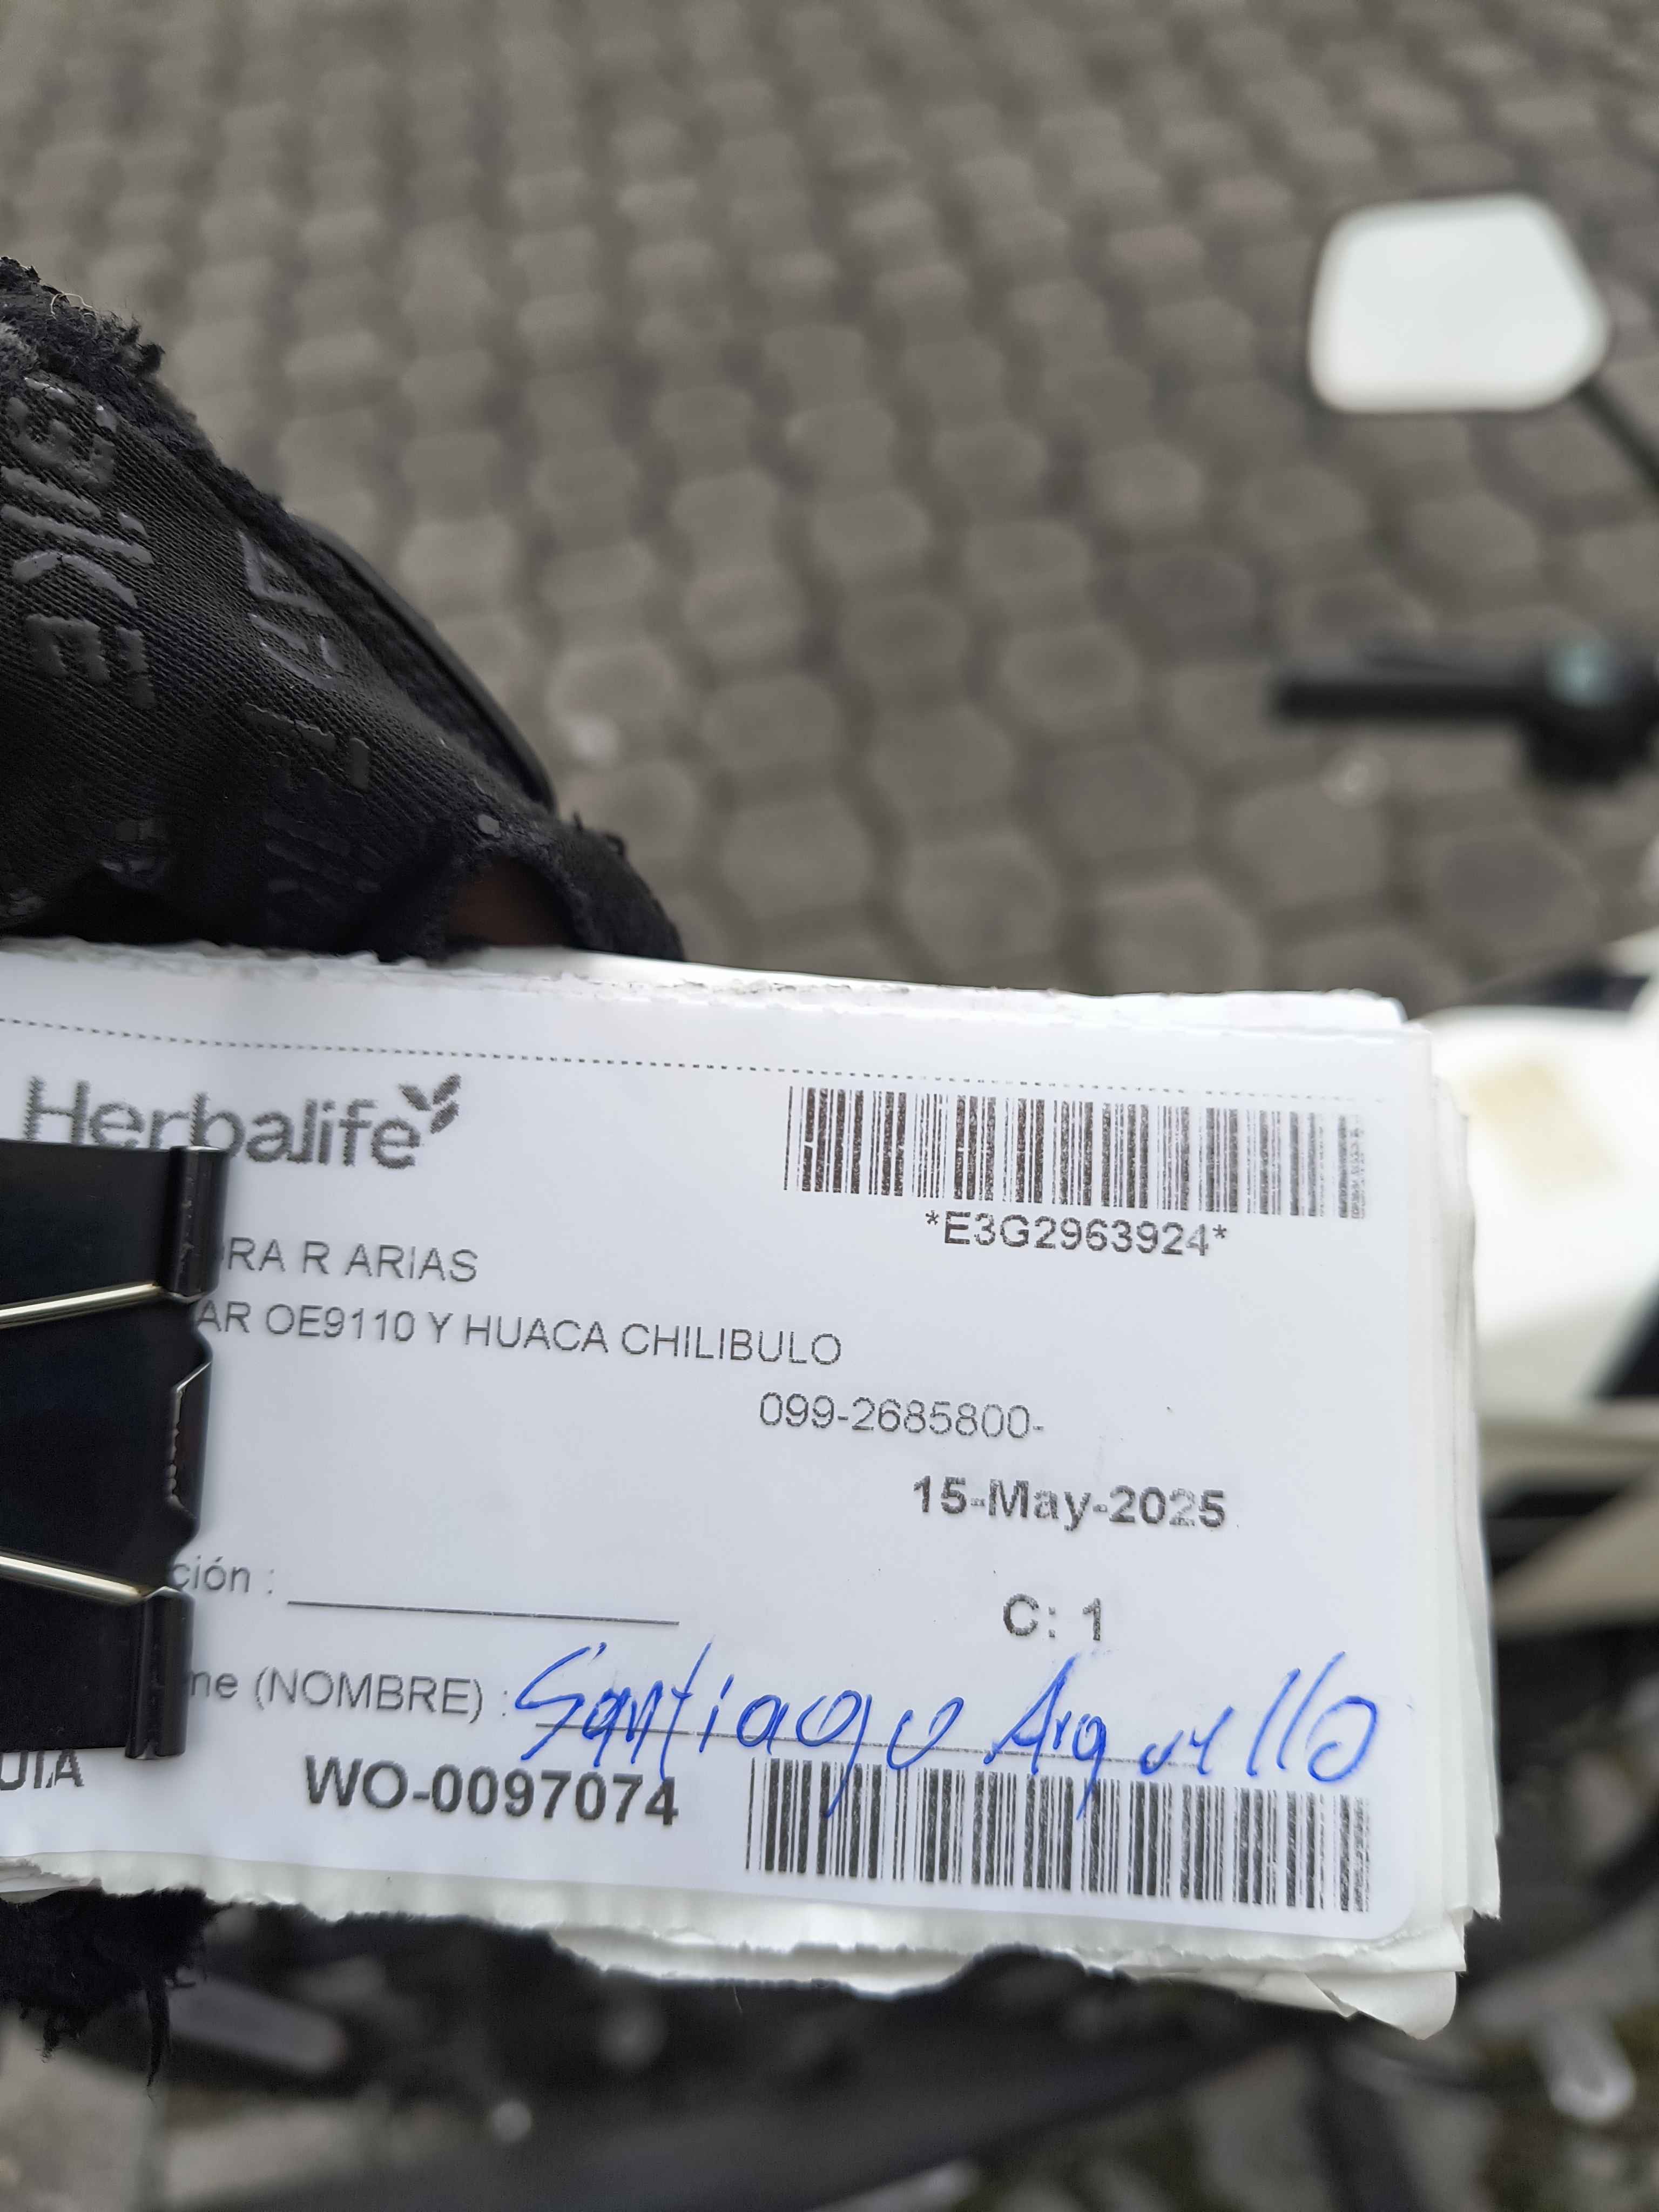 Herbalife
*E3G2963924*
RA R ARIAS
AR OE9110 Y HUACA CHILIBULO
099-2685800-
15-May-2025
ción :
C: 1
me (NOMBRE) : Santiago Arguello
UIA WO-0097074